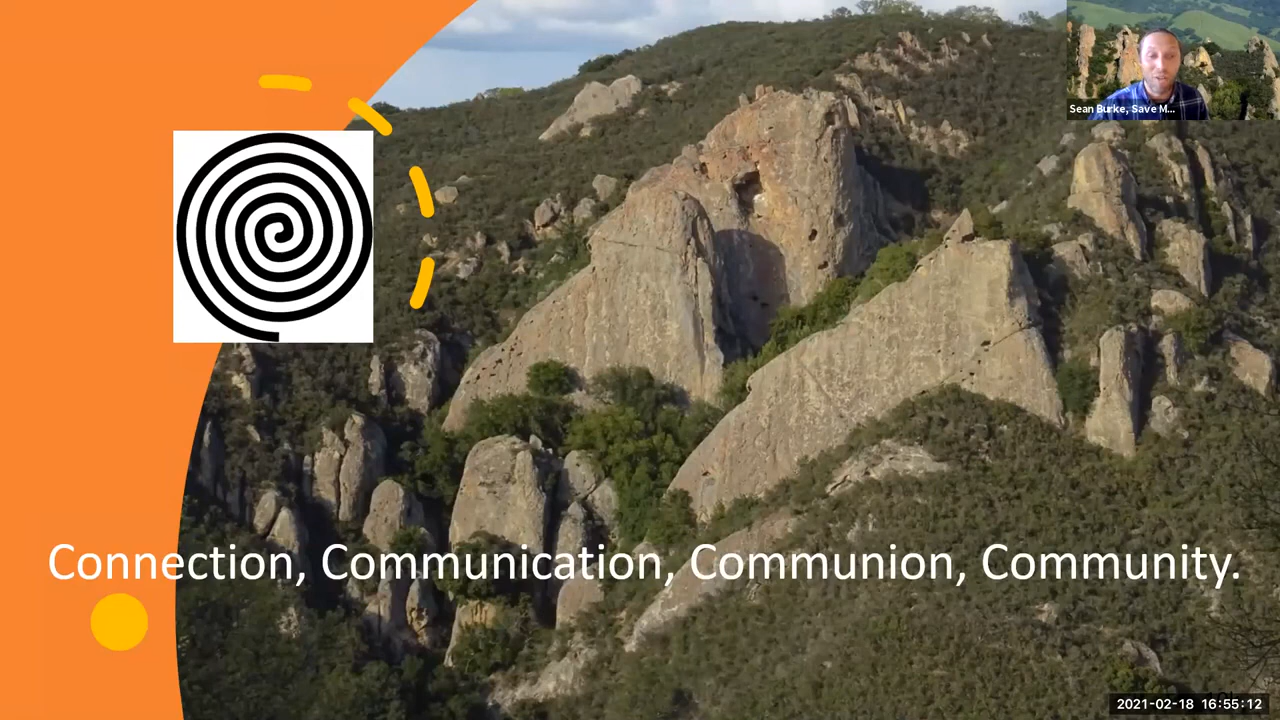 Sean Burke, Save M...
Connection, Communication, Communion, Community.
2021-02-18 16:55:12